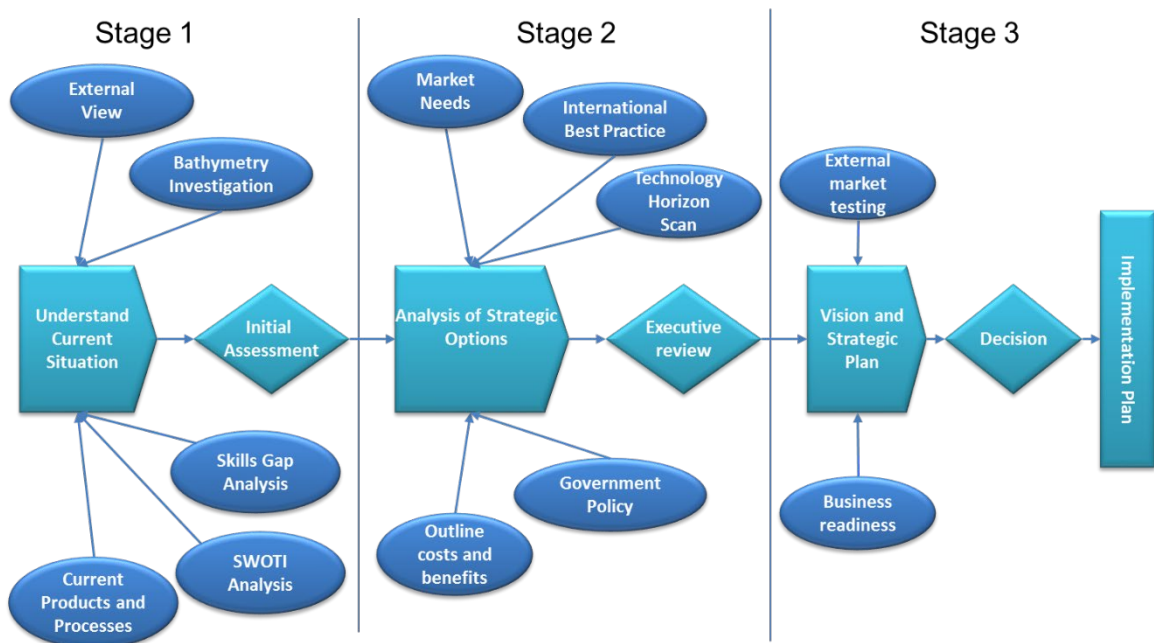 Stage 1
Stage 2
Stage 3
External
View
Bathymetry
Investigation
Market
Needs
International
Best Practice
Technology
Horizon
Scan
External
market
testing
Understand
Current
Situation
Initial
Assessment
Analysis of Strategic
Options
Executive
review
Vision and
Strategic
Plan
Decision
Implementation Plan
Skills Gap
Analysis
SWOTI
Analysis
Current
Products and
Processes
Government
Policy
Outline
costs and
benefits
Business
readiness